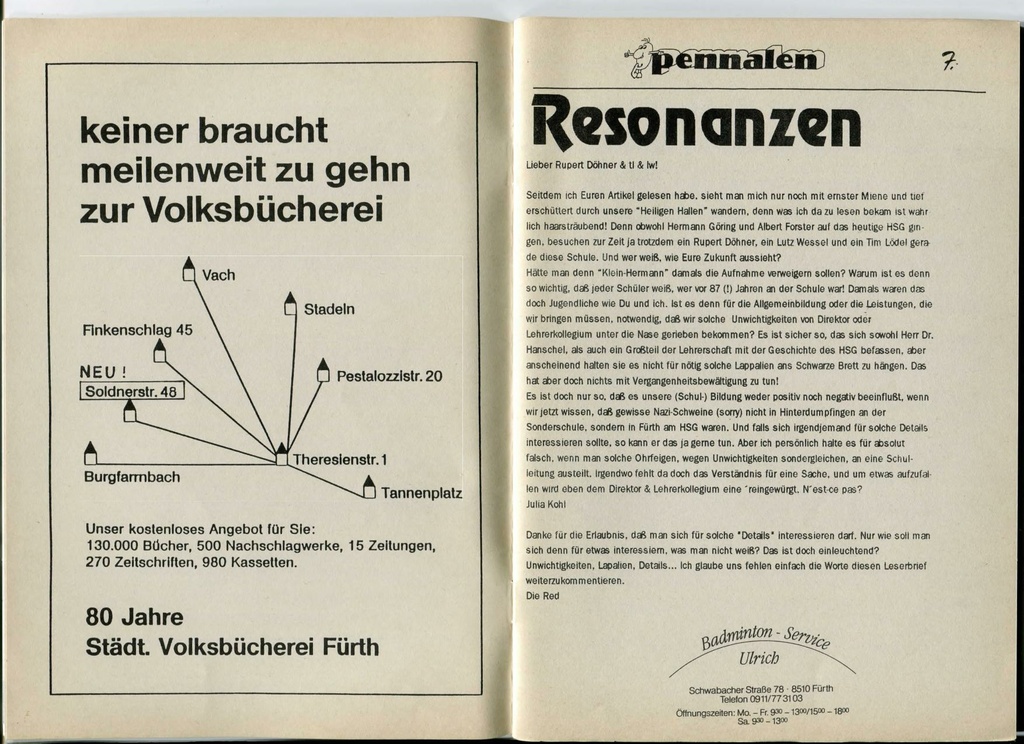 keiner braucht
meilenweit zu gehn
zur Volksbücherei
Vach
Stadeln
Finkenschlag 45
NEU !
Pestalozzistr. 20
Soldnerstr. 48
Theresienstr. 1
Burgfarrnbach
Tannenplatz
Unser kostenloses Angebot für Sie:
130.000 Bücher, 500 Nachschlagwerke, 15 Zeitungen,
270 Zeitschriften, 980 Kassetten.
80 Jahre
Städt. Volksbücherei Fürth
pennalen
7.
Resonanzen
Lieber Rupert Döhner & tl & lw!
Seitdem ich Euren Artikel gelesen habe, sieht man mich nur noch mit ernster Miene und tief
erschüttert durch unsere "Heiligen Hallen" wandern, denn was ich da zu lesen bekam ist wahr
lich haarsträubend! Denn obwohl Hermann Göring und Albert Forster auf das heutige HSG gin-
gen, besuchen zur Zeit ja trotzdem ein Rupert Döhner, ein Lutz Wessel und ein Tim Lödel gera-
de diese Schule. Und wer weiß, wie Eure Zukunft aussieht?
Hätte man denn "Klein-Hermann" damals die Aufnahme verweigern sollen? Warum ist es denn
so wichtig, daß jeder Schüler weiß, wer vor 87 (!) Jahren an der Schule war! Damals waren das
doch Jugendliche wie Du und ich. Ist es denn für die Allgemeinbildung oder die Leistungen, die
wir bringen müssen, notwendig, daß wir solche Unwichtigkeiten von Direktor oder
Lehrerkollegium unter die Nase gerieben bekommen? Es ist sicher so, das sich sowohl Herr Dr.
Hanschel, als auch ein Großteil der Lehrerschaft mit der Geschichte des HSG befassen, aber
anscheinend halten sie es nicht für nötig solche Lappalien ans Schwarze Brett zu hängen. Das
hat aber doch nichts mit Vergangenheitsbewältigung zu tun!
Es ist doch nur so, daß es unsere (Schul-) Bildung weder positiv noch negativ beeinflußt, wenn
wir jetzt wissen, daß gewisse Nazi-Schweine (sorry) nicht in Hinterdumpfingen an der
Sonderschule, sondern in Fürth am HSG waren. Und falls sich irgendjemand für solche Details
interessieren sollte, so kann er das ja gerne tun. Aber ich persönlich halte es für absolut
falsch, wenn man solche Ohrfeigen, wegen Unwichtigkeiten sondergleichen, an eine Schul-
leitung austeilt. Irgendwo fehlt da doch das Verständnis für eine Sache, und um etwas aufzufal-
len wird eben dem Direktor & Lehrerkollegium eine 'reingewürgt. N'est-ce pas?
Julia Kohl
Danke für die Erlaubnis, daß man sich für solche "Details" interessieren darf. Nur wie soll man
sich denn für etwas interessiern, was man nicht weiß? Das ist doch einleuchtend?
Unwichtigkeiten, Lapalien, Details... Ich glaube uns fehlen einfach die Worte diesen Leserbrief
weiterzukommentieren.
Die Red
Badminton - Service
Ulrich
Schwabacher Straße 78 · 8510 Fürth
Telefon 0911/77 31 03
Öffnungszeiten: Mo. – Fr. 9³⁰ – 13⁰⁰/15⁰⁰ – 18⁰⁰
Sa. 9³⁰ – 13⁰⁰